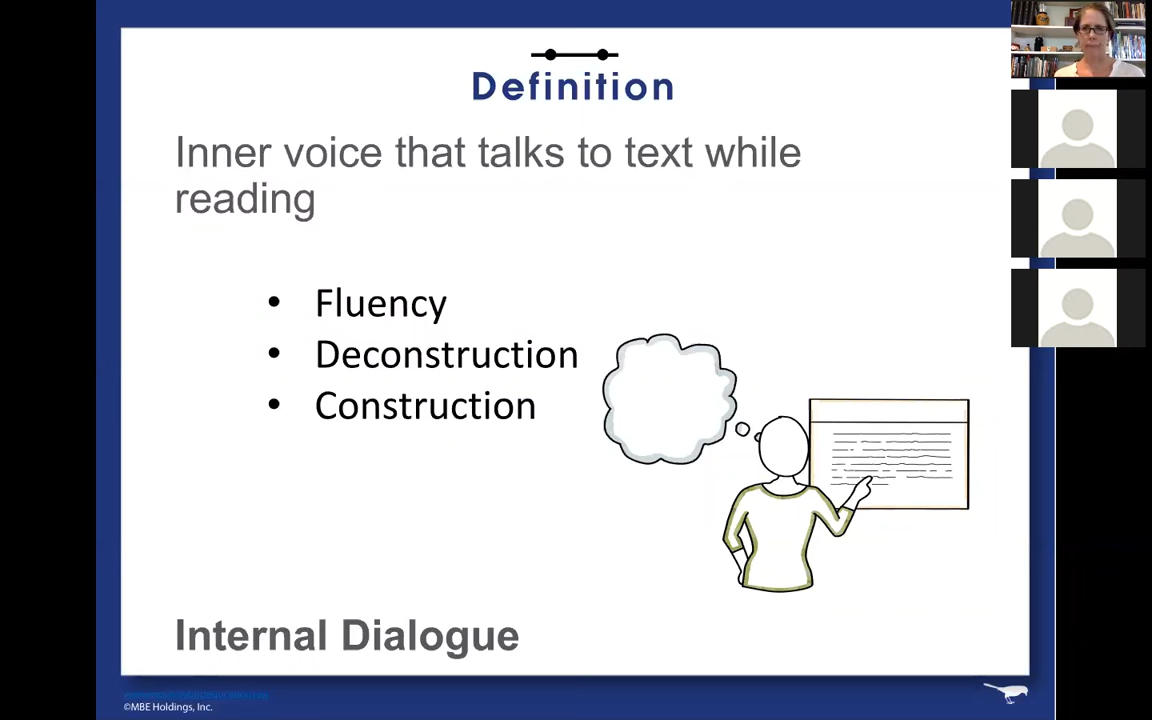 Definition
Inner voice that talks to text while
reading
• Fluency
• Deconstruction
• Construction
Internal Dialogue
©MBE Holdings, Inc.